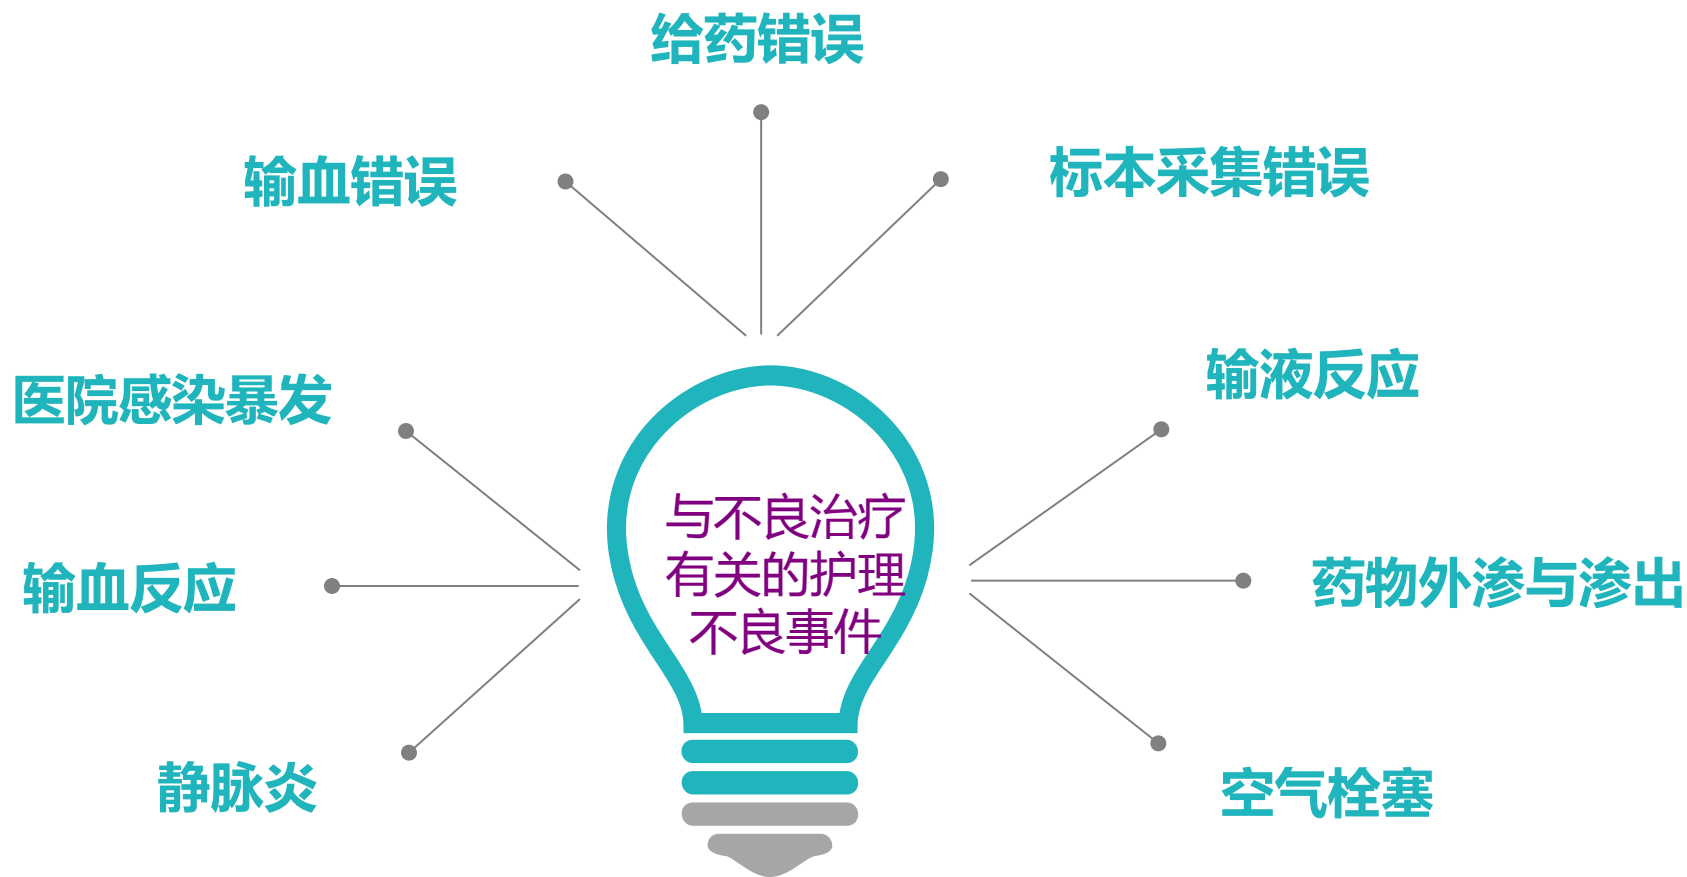 给药错误
输血错误
标本采集错误
医院感染暴发
输液反应
与不良治疗
有关的护理
不良事件
输血反应
药物外渗与渗出
静脉炎
空气栓塞